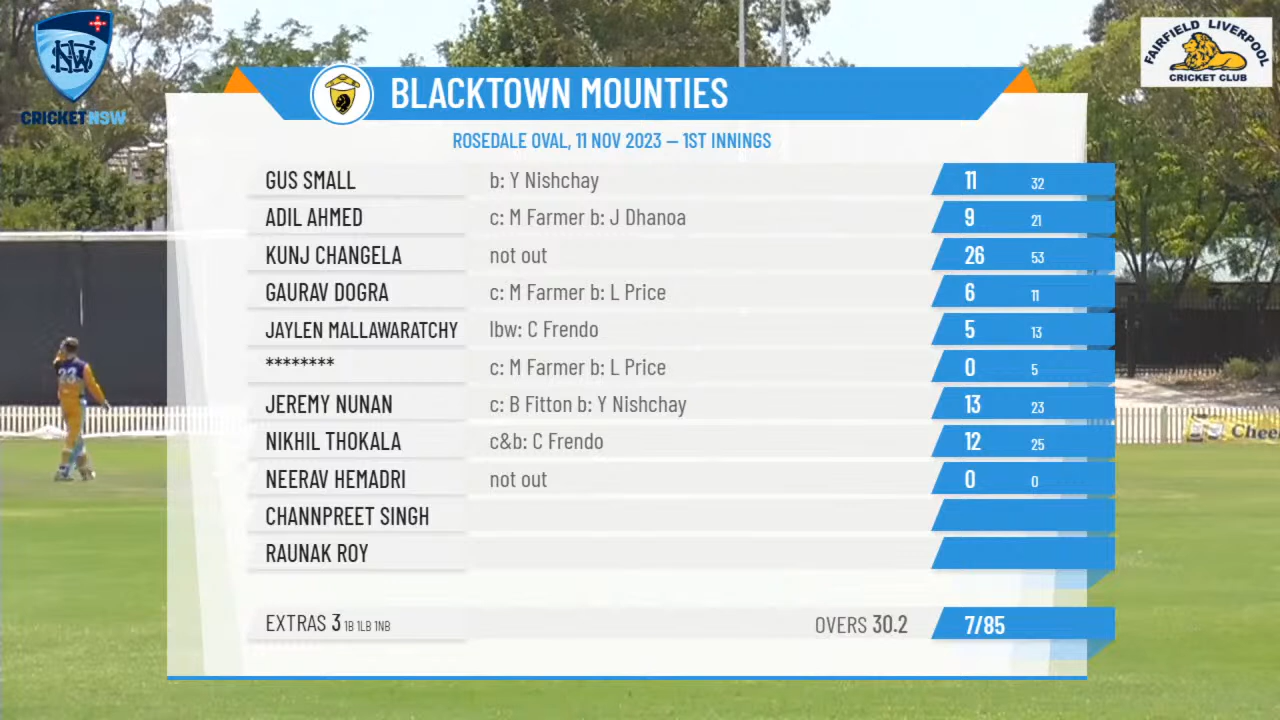 CRICKET NSW
FAIRFIELD LIVERPOOL
CRICKET CLUB
BLACKTOWN MOUNTIES
ROSEDALE OVAL, 11 NOV 2023 – 1ST INNINGS
GUS SMALL b: Y Nishchay 11 32
ADIL AHMED c: M Farmer b: J Dhanoa 9 21
KUNJ CHANGELA not out 26 53
GAURAV DOGRA c: M Farmer b: L Price 6 11
JAYLEN MALLAWARATCHY lbw: C Frendo 5 13
******** c: M Farmer b: L Price 0 5
JEREMY NUNAN c: B Fitton b: Y Nishchay 13 23
NIKHIL THOKALA c&b: C Frendo 12 25
NEERAV HEMADRI not out 0 0
CHANNPREET SINGH
RAUNAK ROY
EXTRAS 3 1B 1LB 1NB OVERS 30.2 7/85
23
Chee